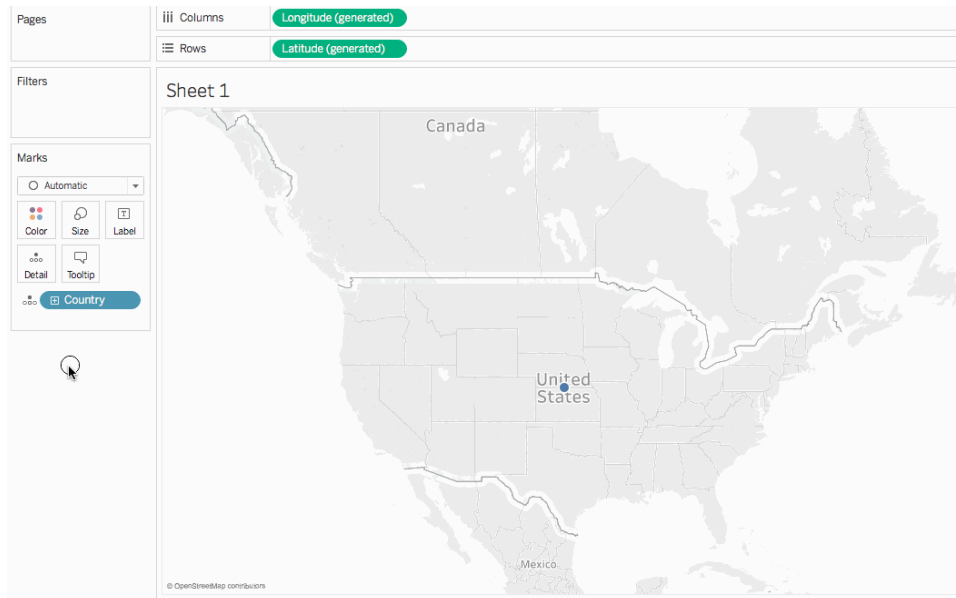 Pages
Columns
Longitude (generated)
Rows
Latitude (generated)
Filters
Sheet 1
Canada
Marks
Automatic
Color
Size
Label
Detail
Tooltip
Country
United
States
Mexico
© OpenStreetMap contributors